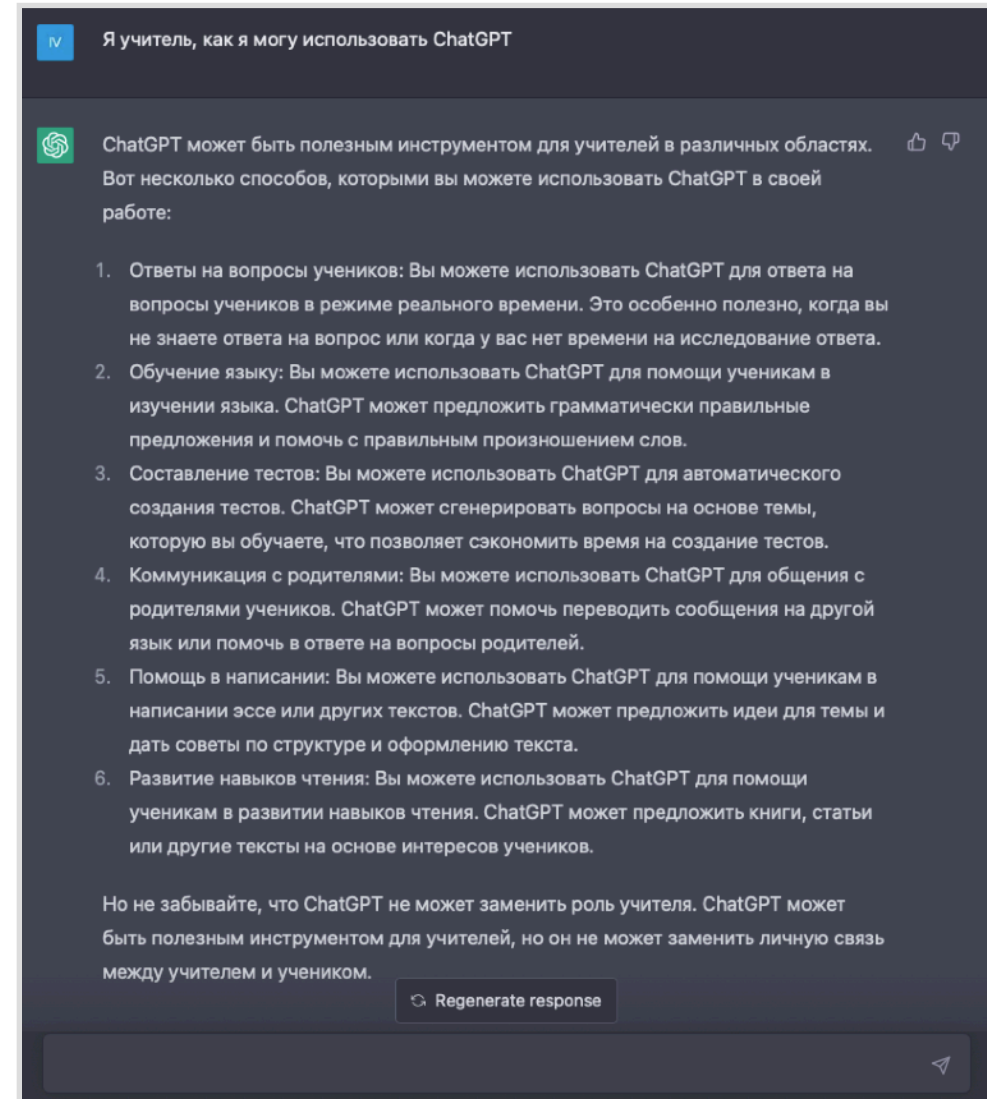 IV
Я учитель, как я могу использовать ChatGPT
ChatGPT может быть полезным инструментом для учителей в различных областях.
Вот несколько способов, которыми вы можете использовать ChatGPT в своей
работе:
1. Ответы на вопросы учеников: Вы можете использовать ChatGPT для ответа на
вопросы учеников в режиме реального времени. Это особенно полезно, когда вы
не знаете ответа на вопрос или когда у вас нет времени на исследование ответа.
2. Обучение языку: Вы можете использовать ChatGPT для помощи ученикам в
изучении языка. ChatGPT может предложить грамматически правильные
предложения и помочь с правильным произношением слов.
3. Составление тестов: Вы можете использовать ChatGPT для автоматического
создания тестов. ChatGPT может сгенерировать вопросы на основе темы,
которую вы обучаете, что позволяет сэкономить время на создание тестов.
4. Коммуникация с родителями: Вы можете использовать ChatGPT для общения с
родителями учеников. ChatGPT может помочь переводить сообщения на другой
язык или помочь в ответе на вопросы родителей.
5. Помощь в написании: Вы можете использовать ChatGPT для помощи ученикам в
написании эссе или других текстов. ChatGPT может предложить идеи для темы и
дать советы по структуре и оформлению текста.
6. Развитие навыков чтения: Вы можете использовать ChatGPT для помощи
ученикам в развитии навыков чтения. ChatGPT может предложить книги, статьи
или другие тексты на основе интересов учеников.
Но не забывайте, что ChatGPT не может заменить роль учителя. ChatGPT может
быть полезным инструментом для учителей, но он не может заменить личную связь
между учителем и учеником.
Regenerate response